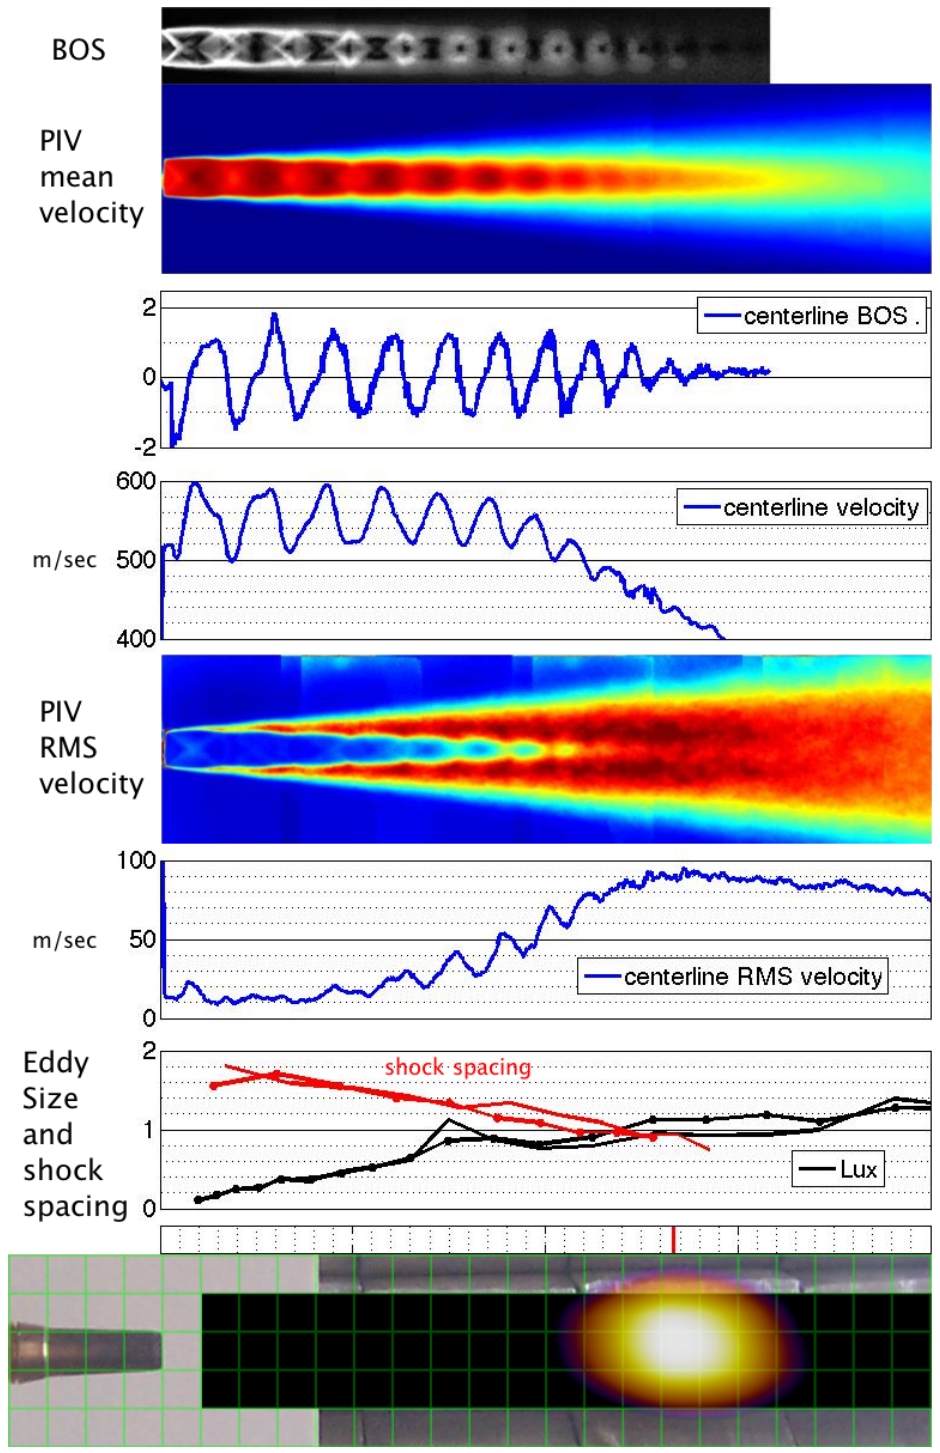 BOS
PIV
mean
velocity
2
centerline BOS .
0
-2
600
centerline velocity
m/sec
500
400
PIV
RMS
velocity
100
m/sec
50
centerline RMS velocity
0
Eddy
Size
and
shock
spacing
2
shock spacing
1
Lux
0